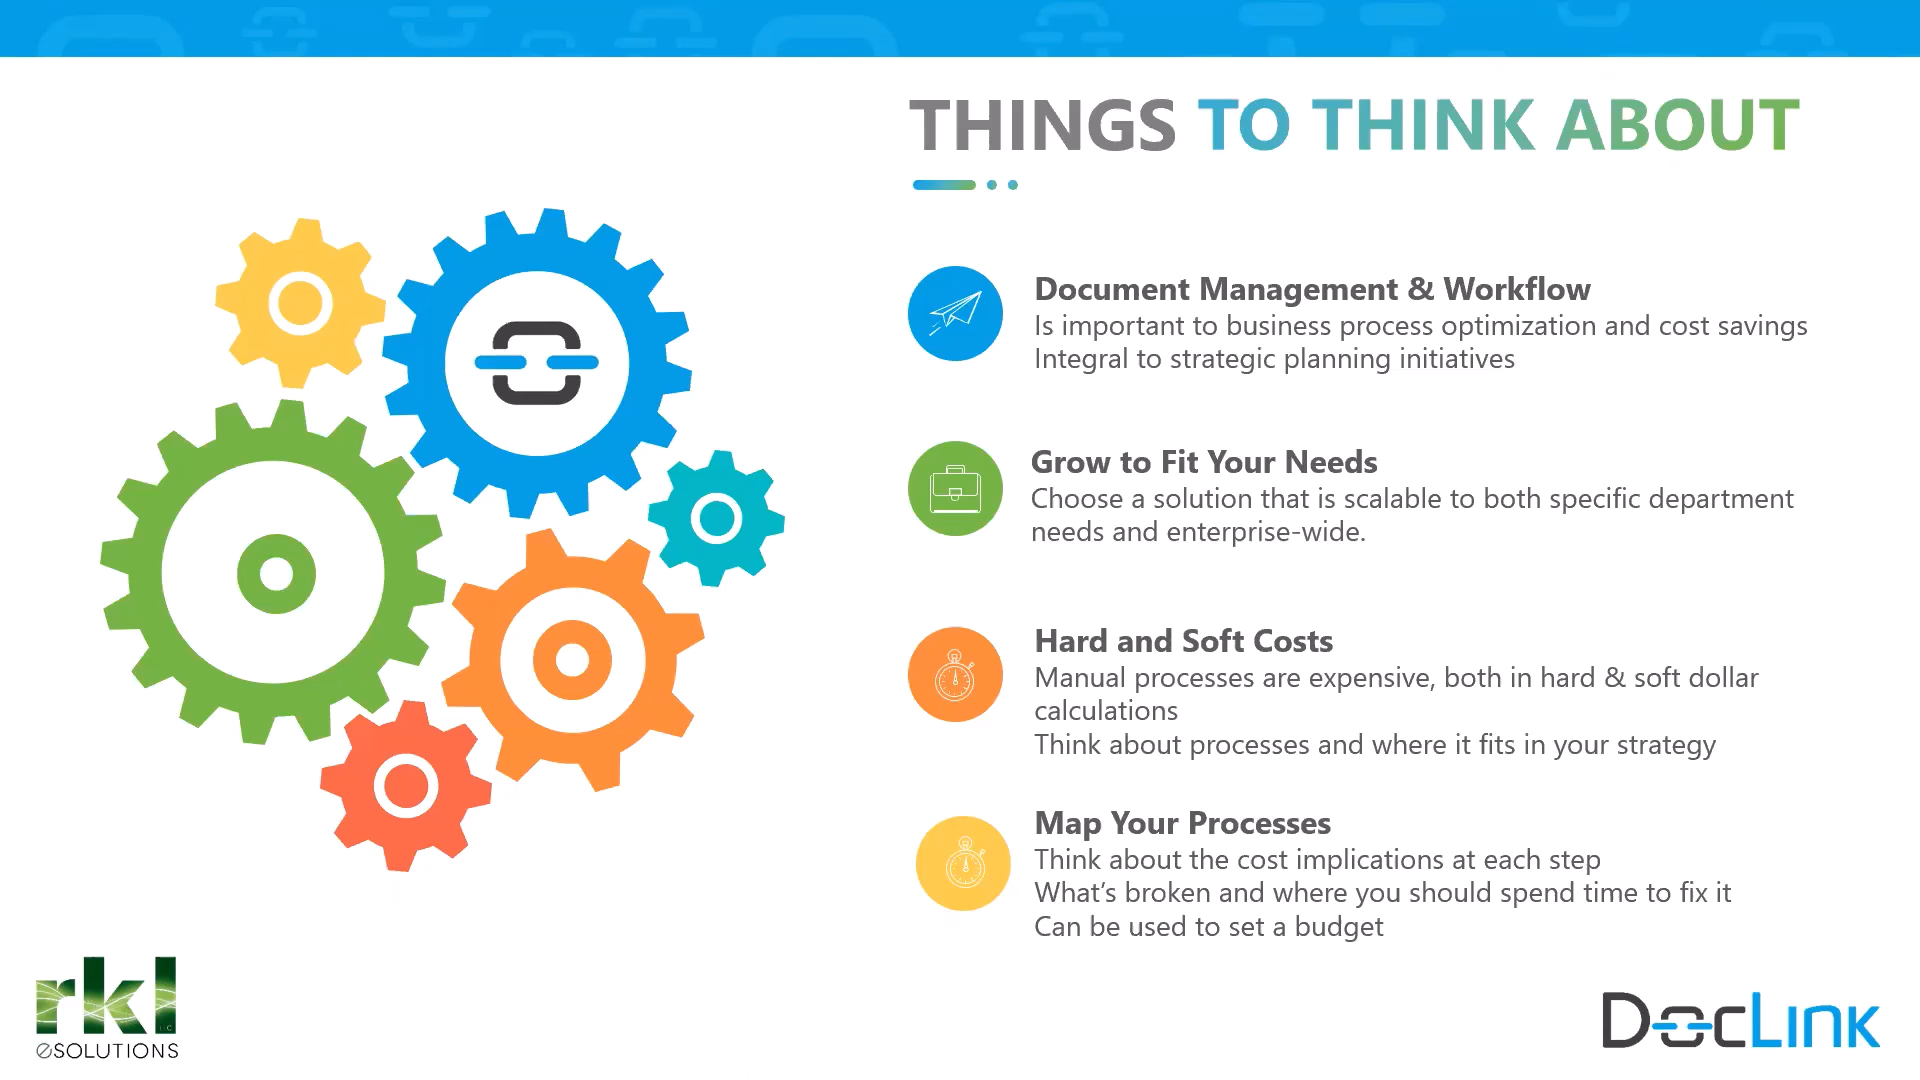 THINGS TO THINK ABOUT
Document Management & Workflow
Is important to business process optimization and cost savings
Integral to strategic planning initiatives
Grow to Fit Your Needs
Choose a solution that is scalable to both specific department
needs and enterprise-wide.
Hard and Soft Costs
Manual processes are expensive, both in hard & soft dollar
calculations
Think about processes and where it fits in your strategy
Map Your Processes
Think about the cost implications at each step
What's broken and where you should spend time to fix it
Can be used to set a budget
rkl
LLC
eSOLUTIONS
DocLink